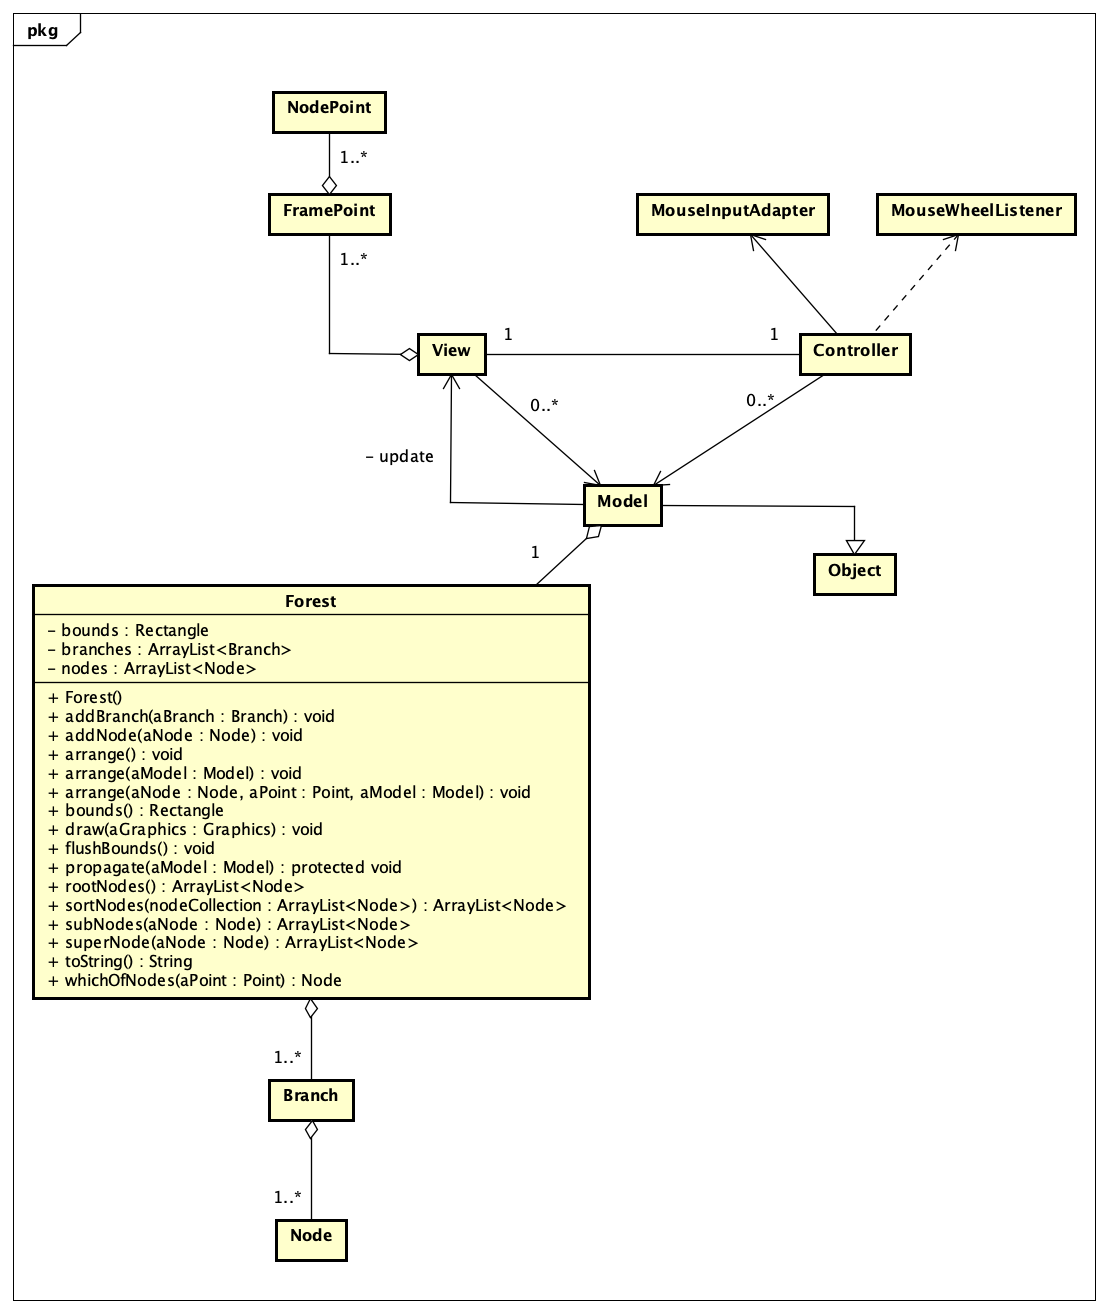 pkg
NodePoint
1..*
FramePoint
MouseInputAdapter
MouseWheelListener
1..*
View
1
1
Controller
0..*
0..*
- update
Model
1
Object
Forest
- bounds : Rectangle
- branches : ArrayList<Branch>
- nodes : ArrayList<Node>
+ Forest()
+ addBranch(aBranch : Branch) : void
+ addNode(aNode : Node) : void
+ arrange() : void
+ arrange(aModel : Model) : void
+ arrange(aNode : Node, aPoint : Point, aModel : Model) : void
+ bounds() : Rectangle
+ draw(aGraphics : Graphics) : void
+ flushBounds() : void
+ propagate(aModel : Model) : protected void
+ rootNodes() : ArrayList<Node>
+ sortNodes(nodeCollection : ArrayList<Node>) : ArrayList<Node>
+ subNodes(aNode : Node) : ArrayList<Node>
+ superNode(aNode : Node) : ArrayList<Node>
+ toString() : String
+ whichOfNodes(aPoint : Point) : Node
1..*
Branch
1..*
Node